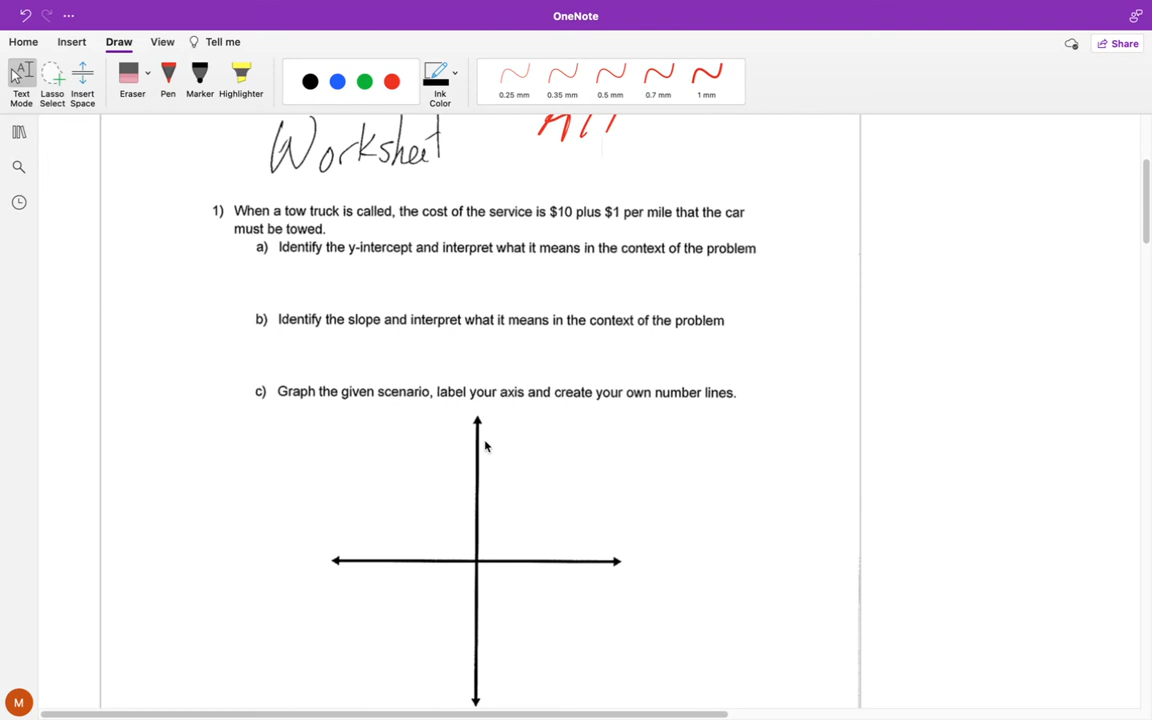 OneNote
Home Insert Draw View Tell me
Share
Text Mode
Lasso Select
Insert Space
Eraser
Pen
Marker
Highlighter
Ink Color
0.25 mm 0.35 mm 0.5 mm 0.7 mm 1 mm
Worksheet
1) When a tow truck is called, the cost of the service is $10 plus $1 per mile that the car
must be towed.
a) Identify the y-intercept and interpret what it means in the context of the problem
b) Identify the slope and interpret what it means in the context of the problem
c) Graph the given scenario, label your axis and create your own number lines.
M